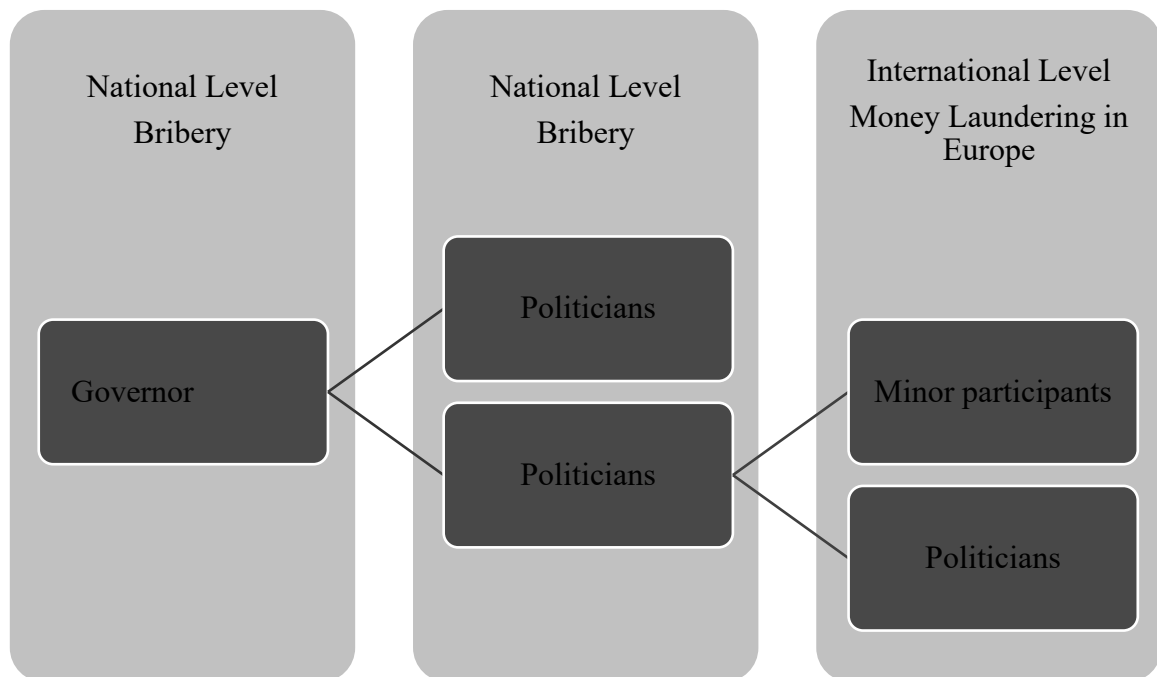 National Level
Bribery
Governor
National Level
Bribery
Politicians
Politicians
International Level
Money Laundering in
Europe
Minor participants
Politicians